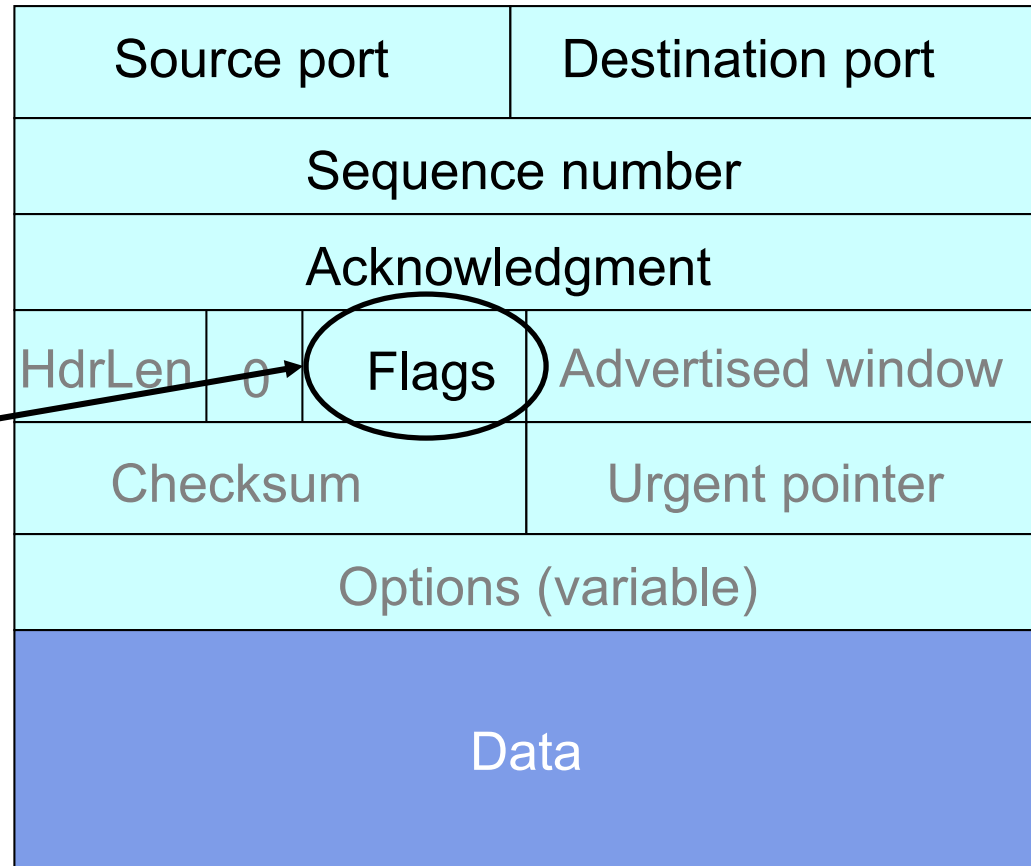 Source port Destination port
Sequence number
Acknowledgment
HdrLen 0 Flags Advertised window
Checksum Urgent pointer
Options (variable)
Data